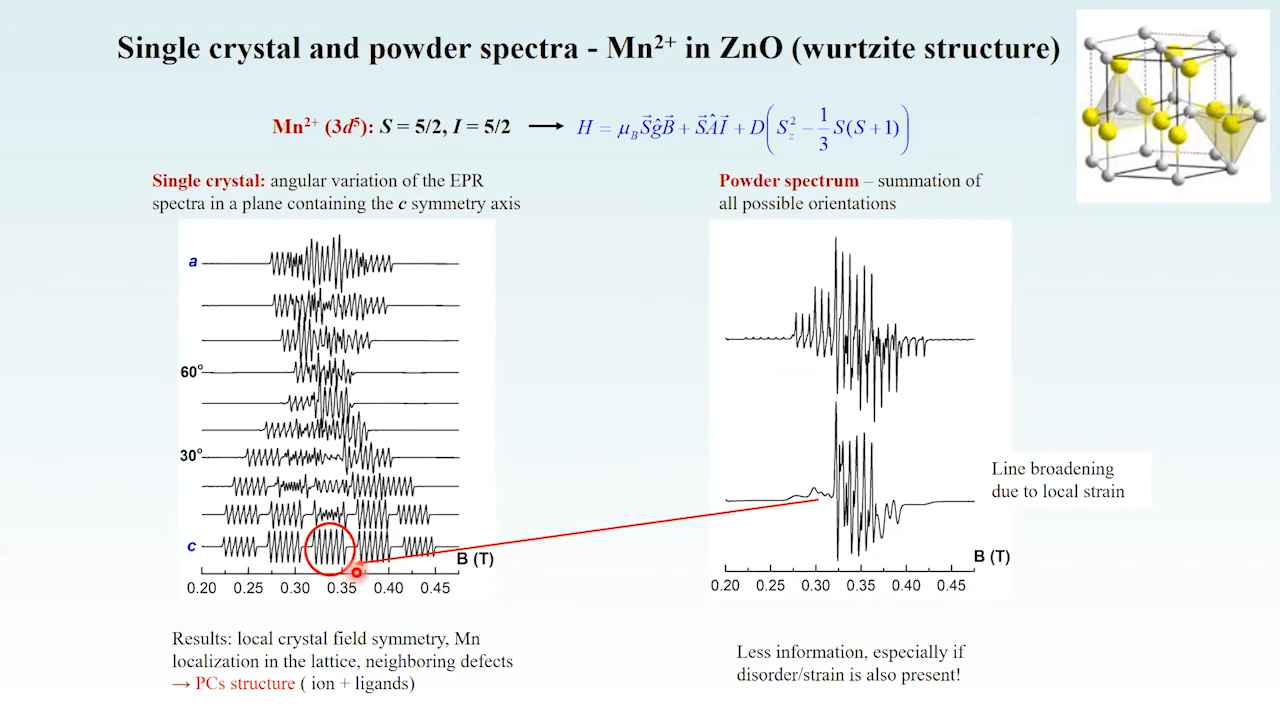 Single crystal and powder spectra - Mn²⁺ in ZnO (wurtzite structure)
Mn²⁺ (3d⁵): S = 5/2, I = 5/2 → H = μ_B S⃗ĝB⃗ + S⃗ÂI⃗ + D(S_z² − 1/3 S(S+1))
Single crystal: angular variation of the EPR
spectra in a plane containing the c symmetry axis
Powder spectrum – summation of
all possible orientations
a
60°
30°
c
B (T)
0.20 0.25 0.30 0.35 0.40 0.45
Line broadening
due to local strain
B (T)
0.20 0.25 0.30 0.35 0.40 0.45
Results: local crystal field symmetry, Mn
localization in the lattice, neighboring defects
→ PCs structure ( ion + ligands)
Less information, especially if
disorder/strain is also present!